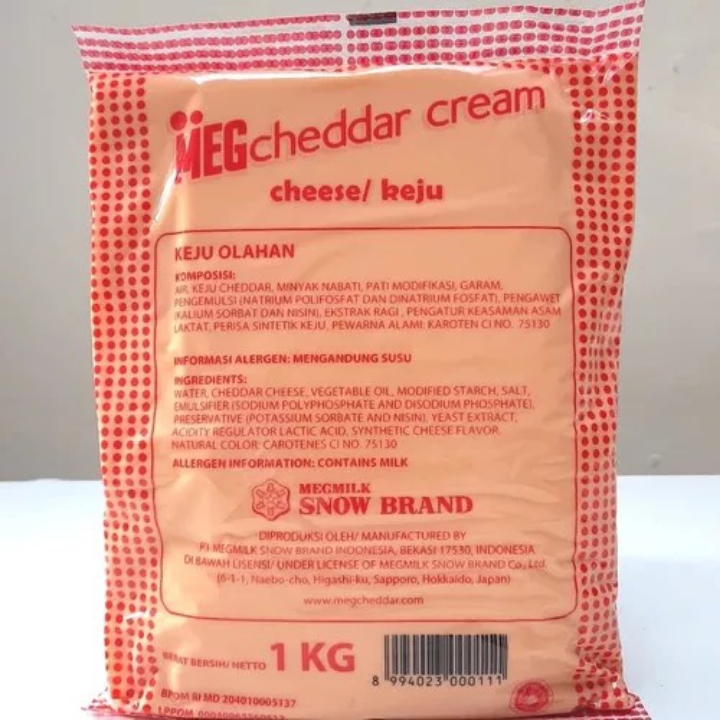 MEGcheddar cream
cheese/ keju
KEJU OLAHAN
KOMPOSISI:
AIR, KEJU CHEDDAR, MINYAK NABATI, PATI MODIFIKASI, GARAM,
PENGEMULSI (NATRIUM POLIFOSFAT DAN DINATRIUM FOSFAT), PENGAWET
(KALIUM SORBAT DAN NISIN), EKSTRAK RAGI , PENGATUR KEASAMAN ASAM
LAKTAT, PERISA SINTETIK KEJU, PEWARNA ALAMI: KAROTEN CI NO. 75130
INFORMASI ALERGEN: MENGANDUNG SUSU
INGREDIENTS:
WATER, CHEDDAR CHEESE, VEGETABLE OIL, MODIFIED STARCH, SALT,
EMULSIFIER (SODIUM POLYPHOSPHATE AND DISODIUM PHOSPHATE),
PRESERVATIVE (POTASSIUM SORBATE AND NISIN), YEAST EXTRACT,
ACIDITY REGULATOR LACTIC ACID, SYNTHETIC CHEESE FLAVOR,
NATURAL COLOR: CAROTENES CI NO. 75130
ALLERGEN INFORMATION: CONTAINS MILK
MEGMILK
SNOW BRAND
DIPRODUKSI OLEH/ MANUFACTURED BY
PT MEGMILK SNOW BRAND INDONESIA, BEKASI 17530, INDONESIA
DI BAWAH LISENSI/ UNDER LICENSE OF MEGMILK SNOW BRAND Co., Ltd.
(6-1-1, Naebo-cho, Higashi-ku, Sapporo, Hokkaido, Japan)
www.megcheddar.com
BERAT BERSIH/ NETTO 1 KG
8 994023 000111
BPOM RI MD 204010005137
LPPOM